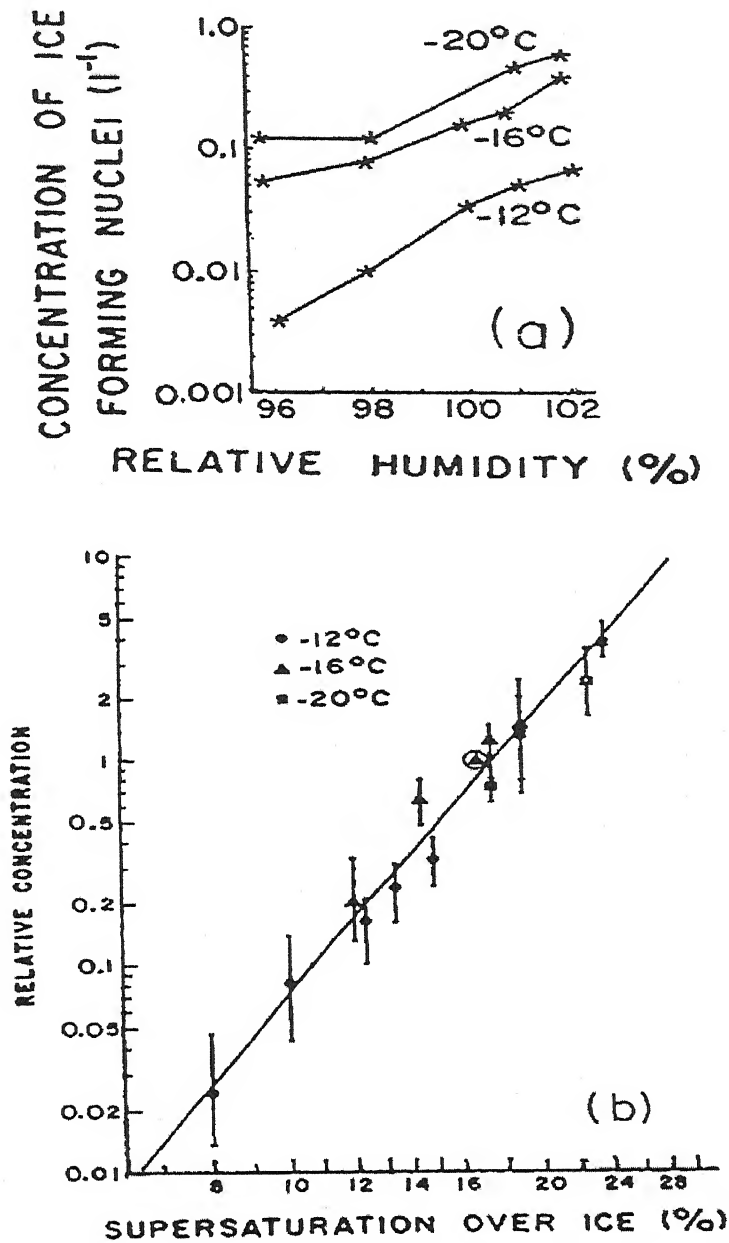 CONCENTRATION OF ICE
FORMING NUCLEI (l⁻¹)
1.0
0.1
0.01
0.001
-20°C
-16°C
-12°C
(a)
96 98 100 102
RELATIVE HUMIDITY (%)
RELATIVE CONCENTRATION
10
5
2
1
0.5
0.2
0.1
0.05
0.02
0.01
-12°C
-16°C
-20°C
(b)
8 10 12 14 16 20 24 28
SUPERSATURATION OVER ICE (%)